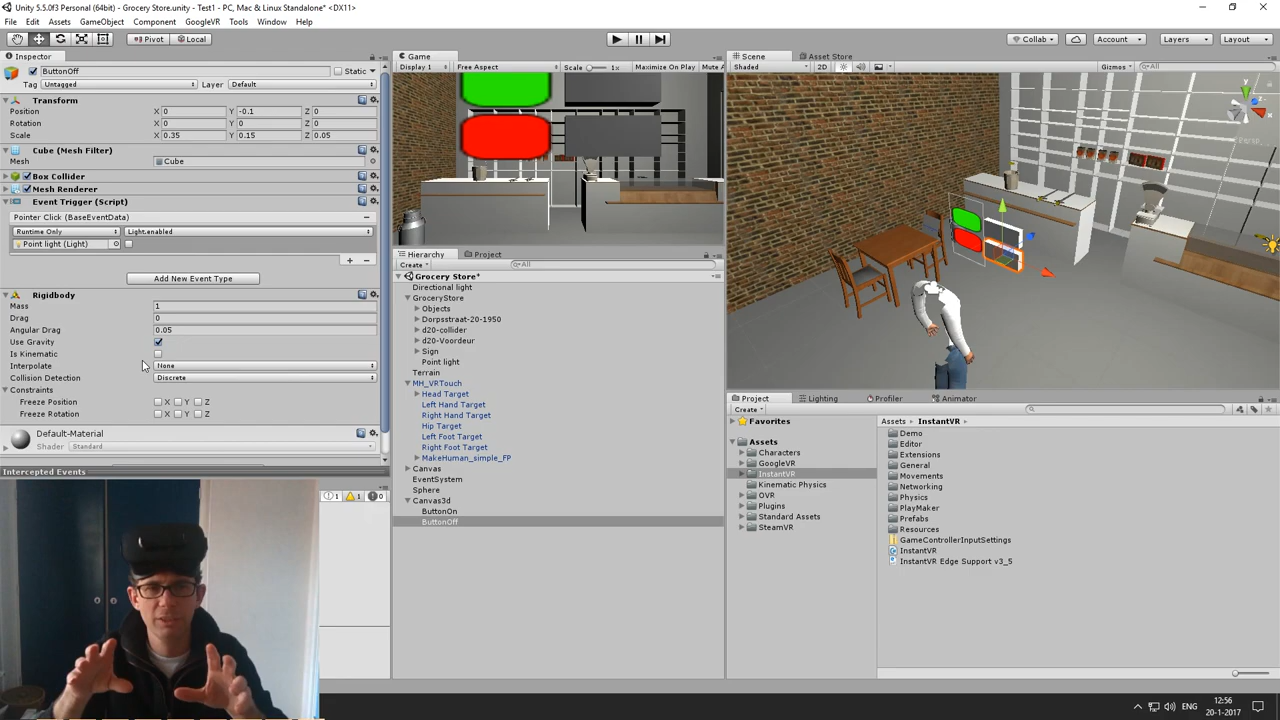 Unity 5.5.0f3 Personal (64bit) - Grocery Store.unity - Test1 - PC, Mac & Linux Standalone* <DX11>
File Edit Assets GameObject Component GoogleVR Tools Window Help
Pivot Local Collab Account Layers Layout
Inspector
ButtonOff Static
Tag Untagged Layer Default
Transform
Position X 0 Y -0.1 Z 0
Rotation X 0 Y 0 Z 0
Scale X 0.35 Y 0.15 Z 0.05
Cube (Mesh Filter)
Mesh Cube
Box Collider
Mesh Renderer
Event Trigger (Script)
Pointer Click (BaseEventData)
Runtime Only Light.enabled
Point light (Light)
Add New Event Type
Rigidbody
Mass 1
Drag 0
Angular Drag 0.05
Use Gravity
Is Kinematic
Interpolate None
Collision Detection Discrete
Constraints
Freeze Position X Y Z
Freeze Rotation X Y Z
Default-Material
Shader Standard
Intercepted Events
1 1 0
Game
Display 1 Free Aspect Scale 1x Maximize On Play Mute A
Hierarchy Project
Create All
Grocery Store*
Directional light
GroceryStore
Objects
Dorpsstraat-20-1950
d20-collider
d20-Voordeur
Sign
Point light
Terrain
MH_VRTouch
Head Target
Left Hand Target
Right Hand Target
Hip Target
Left Foot Target
Right Foot Target
MakeHuman_simple_FP
Canvas
EventSystem
Sphere
Canvas3d
ButtonOn
ButtonOff
Scene Asset Store
Shaded 2D Gizmos All
Project Lighting Profiler Animator
Create
Favorites
Assets
Characters
GoogleVR
InstantVR
Kinematic Physics
OVR
Plugins
Standard Assets
SteamVR
Assets InstantVR
Demo
Editor
Extensions
General
Movements
Networking
Physics
PlayMaker
Prefabs
Resources
GameControllerInputSettings
InstantVR
InstantVR Edge Support v3_5
ENG
12:56
20-1-2017